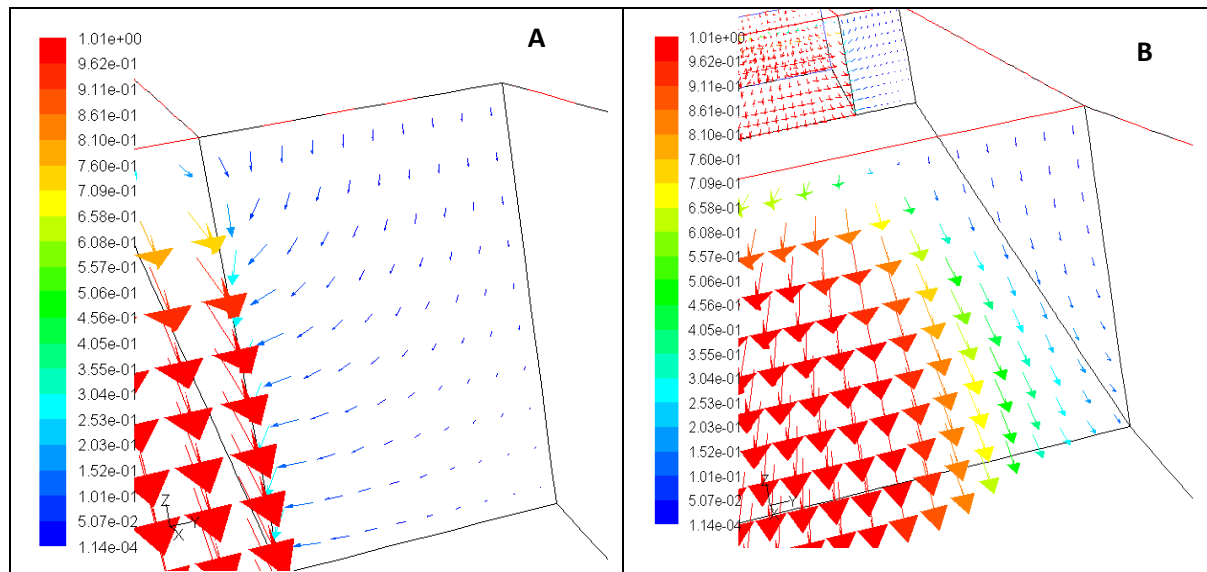 A
1.01e+00
9.62e-01
9.11e-01
8.61e-01
8.10e-01
7.60e-01
7.09e-01
6.58e-01
6.08e-01
5.57e-01
5.06e-01
4.56e-01
4.05e-01
3.55e-01
3.04e-01
2.53e-01
2.03e-01
1.52e-01
1.01e-01
5.07e-02
1.14e-04
Z
Y
X
B
1.01e+00
9.62e-01
9.11e-01
8.61e-01
8.10e-01
7.60e-01
7.09e-01
6.58e-01
6.08e-01
5.57e-01
5.06e-01
4.56e-01
4.05e-01
3.55e-01
3.04e-01
2.53e-01
2.03e-01
1.52e-01
1.01e-01
5.07e-02
1.14e-04
Z
Y
X